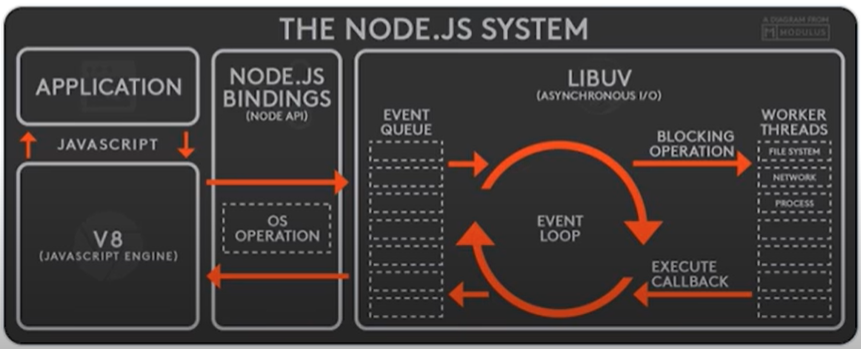 THE NODE.JS SYSTEM
A DIAGRAM FROM
MODULUS
APPLICATION
JAVASCRIPT
V8
(JAVASCRIPT ENGINE)
NODE.JS
BINDINGS
(NODE API)
OS
OPERATION
LIBUV
(ASYNCHRONOUS I/O)
EVENT
QUEUE
EVENT
LOOP
BLOCKING
OPERATION
EXECUTE
CALLBACK
WORKER
THREADS
FILE SYSTEM
NETWORK
PROCESS